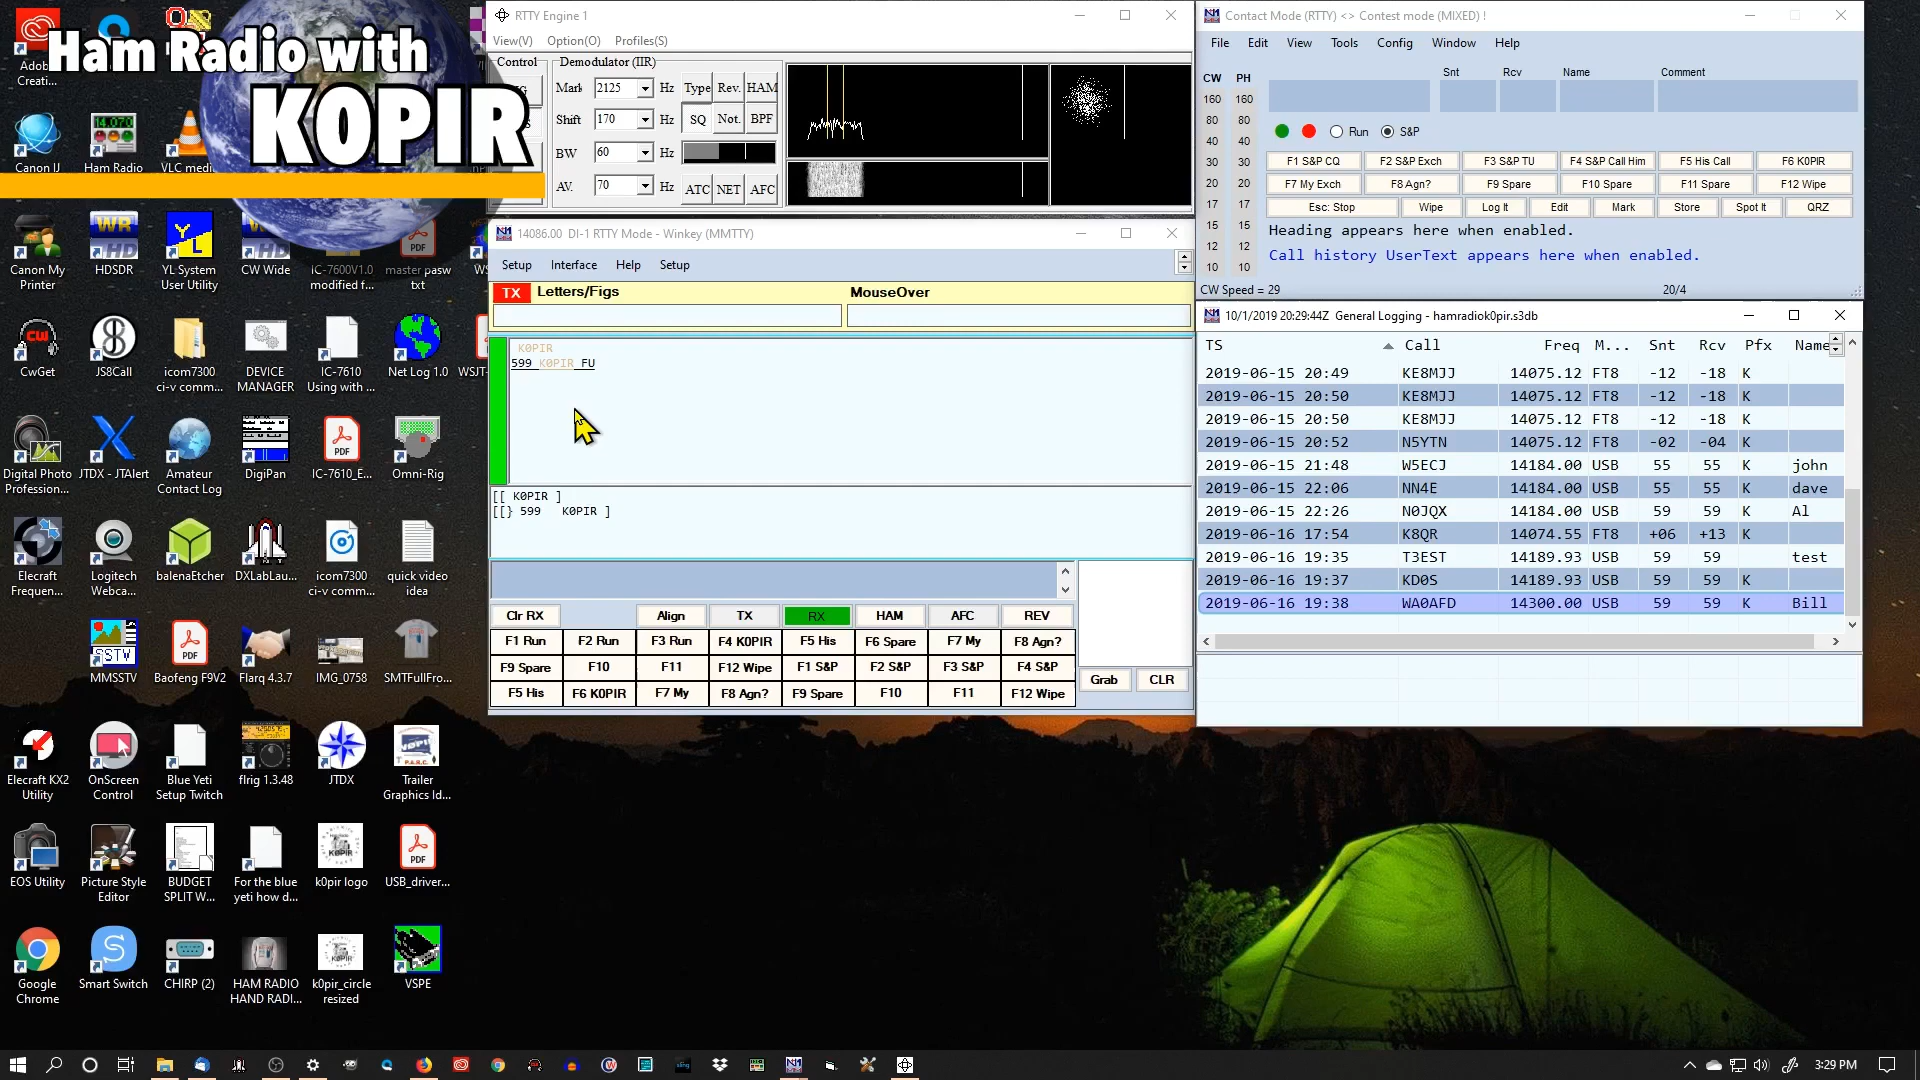 Ham Radio with
K0PIR
Adob
Creati...
Canon IJ
Ham Radio
VLC medi
Canon My
Printer
HDSDR
YL System
User Utility
CW Wide
IC-7600V1.0
modified f...
master pasw
txt
WS
CwGet
JS8Call
icom7300
ci-v comm...
DEVICE
MANAGER
IC-7610
Using with ...
Net Log 1.0
WSJT-
Digital Photo
Profession...
JTDX - JTAlert
Amateur
Contact Log
DigiPan
IC-7610_E...
Omni-Rig
Elecraft
Frequen...
Logitech
Webca...
balenaEtcher
DXLabLau...
icom7300
ci-v comm...
quick video
idea
MMSSTV
Baofeng F9V2
Flarq 4.3.7
IMG_0758
SMTFullFro...
Elecraft KX2
Utility
OnScreen
Control
Blue Yeti
Setup Twitch
flrig 1.3.48
JTDX
Trailer
Graphics Id...
EOS Utility
Picture Style
Editor
BUDGET
SPLIT W...
For the blue
yeti how d...
k0pir logo
USB_driver...
Google
Chrome
Smart Switch
CHIRP (2)
HAM RADIO
HAND RADI...
k0pir_circle
resized
VSPE
RTTY Engine 1
View(V) Option(O) Profiles(S)
Control
Demodulator (IIR)
Mark 2125 Hz Type Rev. HAM
Shift 170 Hz SQ Not. BPF
BW 60 Hz
AV. 70 Hz ATC NET AFC
14086.00 DI-1 RTTY Mode - Winkey (MMTTY)
Setup Interface Help Setup
TX Letters/Figs MouseOver
K0PIR
599 K0PIR FU
[[ K0PIR ]
[[} 599 K0PIR ]
Clr RX Align TX RX HAM AFC REV
F1 Run F2 Run F3 Run F4 K0PIR F5 His F6 Spare F7 My F8 Agn?
F9 Spare F10 F11 F12 Wipe F1 S&P F2 S&P F3 S&P F4 S&P
F5 His F6 K0PIR F7 My F8 Agn? F9 Spare F10 F11 F12 Wipe
Grab CLR
Contact Mode (RTTY) <> Contest mode (MIXED) !
File Edit View Tools Config Window Help
Snt Rcv Name Comment
CW PH
160 160
80 80
40 40
30 30
20 20
17 17
15 15
12 12
10 10
Run S&P
F1 S&P CQ F2 S&P Exch F3 S&P TU F4 S&P Call Him F5 His Call F6 K0PIR
F7 My Exch F8 Agn? F9 Spare F10 Spare F11 Spare F12 Wipe
Esc: Stop Wipe Log It Edit Mark Store Spot It QRZ
Heading appears here when enabled.
Call history UserText appears here when enabled.
CW Speed = 29 20/4
10/1/2019 20:29:44Z General Logging - hamradiok0pir.s3db
TS Call Freq M... Snt Rcv Pfx Name
2019-06-15 20:49 KE8MJJ 14075.12 FT8 -12 -18 K
2019-06-15 20:50 KE8MJJ 14075.12 FT8 -12 -18 K
2019-06-15 20:50 KE8MJJ 14075.12 FT8 -12 -18 K
2019-06-15 20:52 N5YTN 14075.12 FT8 -02 -04 K
2019-06-15 21:48 W5ECJ 14184.00 USB 55 55 K john
2019-06-15 22:06 NN4E 14184.00 USB 55 55 K dave
2019-06-15 22:26 N0JQX 14184.00 USB 59 59 K Al
2019-06-16 17:54 K8QR 14074.55 FT8 +06 +13 K
2019-06-16 19:35 T3EST 14189.93 USB 59 59 test
2019-06-16 19:37 KD0S 14189.93 USB 59 59 K
2019-06-16 19:38 WA0AFD 14300.00 USB 59 59 K Bill
3:29 PM